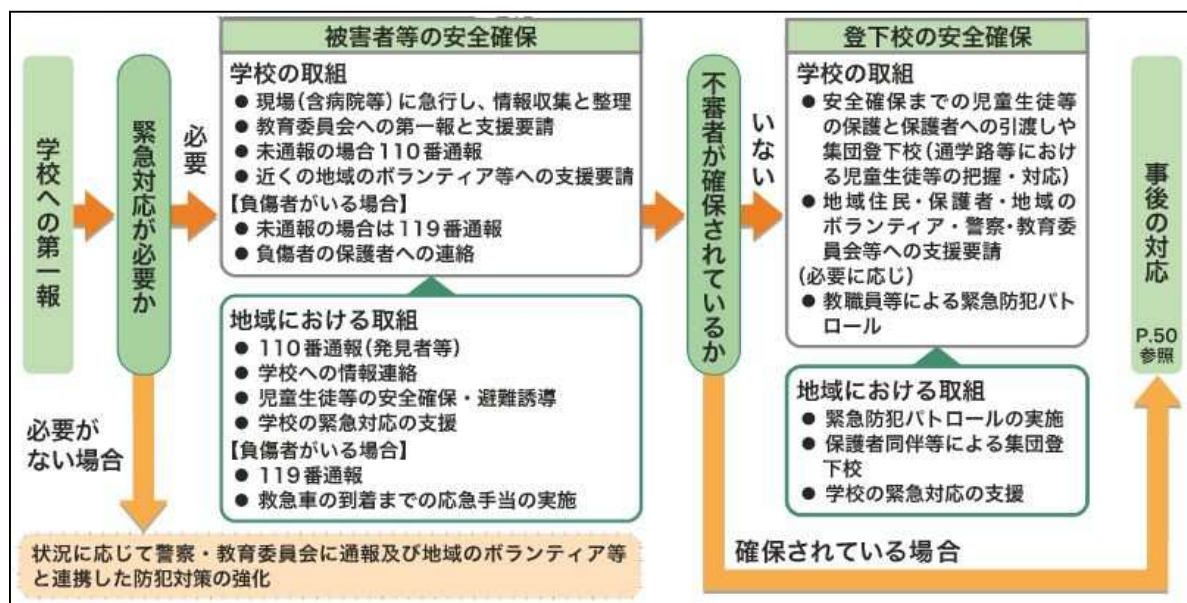 学校への第一報
緊急対応が必要か
必要
被害者等の安全確保
学校の取組
● 現場(含病院等)に急行し、情報収集と整理
● 教育委員会への第一報と支援要請
● 未通報の場合110番通報
● 近くの地域のボランティア等への支援要請
【負傷者がいる場合】
● 未通報の場合は119番通報
● 負傷者の保護者への連絡
地域における取組
● 110番通報(発見者等)
● 学校への情報連絡
● 児童生徒等の安全確保・避難誘導
● 学校の緊急対応の支援
【負傷者がいる場合】
● 119番通報
● 救急車の到着までの応急手当の実施
必要が
ない場合
状況に応じて警察・教育委員会に通報及び地域のボランティア等
と連携した防犯対策の強化
不審者が確保されているか
いない
登下校の安全確保
学校の取組
● 安全確保までの児童生徒等
の保護と保護者への引渡しや
集団登下校(通学路等におけ
る児童生徒等の把握・対応)
● 地域住民・保護者・地域の
ボランティア・警察・教育委
員会等への支援要請
(必要に応じ)
● 教職員等による緊急防犯パト
ロール
地域における取組
● 緊急防犯パトロールの実施
● 保護者同伴等による集団登
下校
● 学校の緊急対応の支援
確保されている場合
事後の対応
P.50
参照